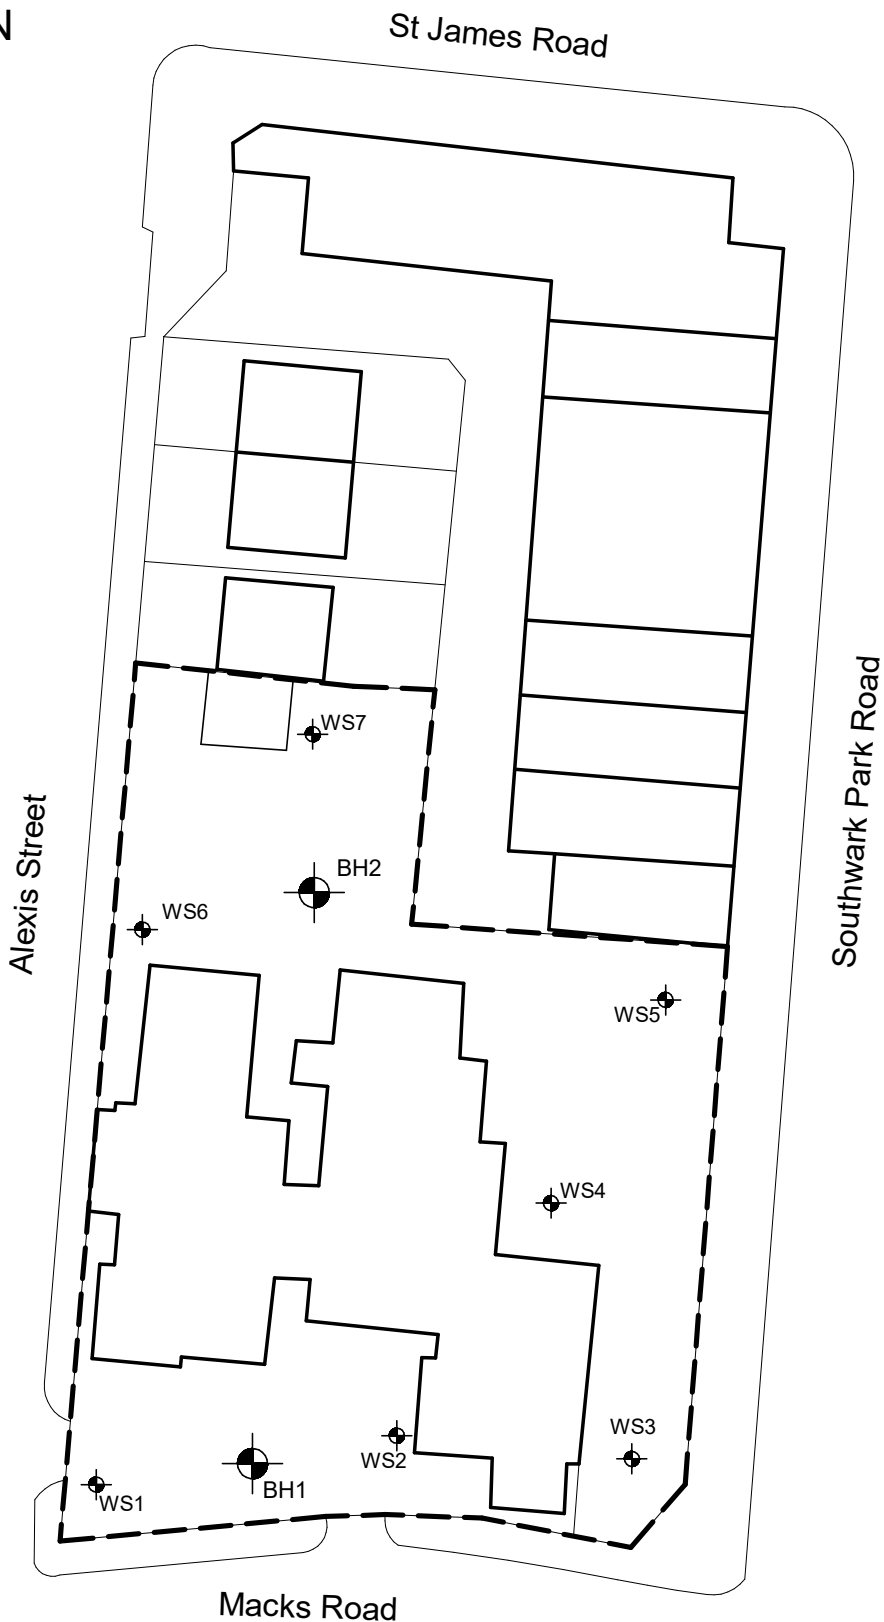 N
St James Road
WS7
BH2
WS6
Alexis Street
Southwark Park Road
WS5
WS4
WS3
WS2
BH1
WS1
Macks Road